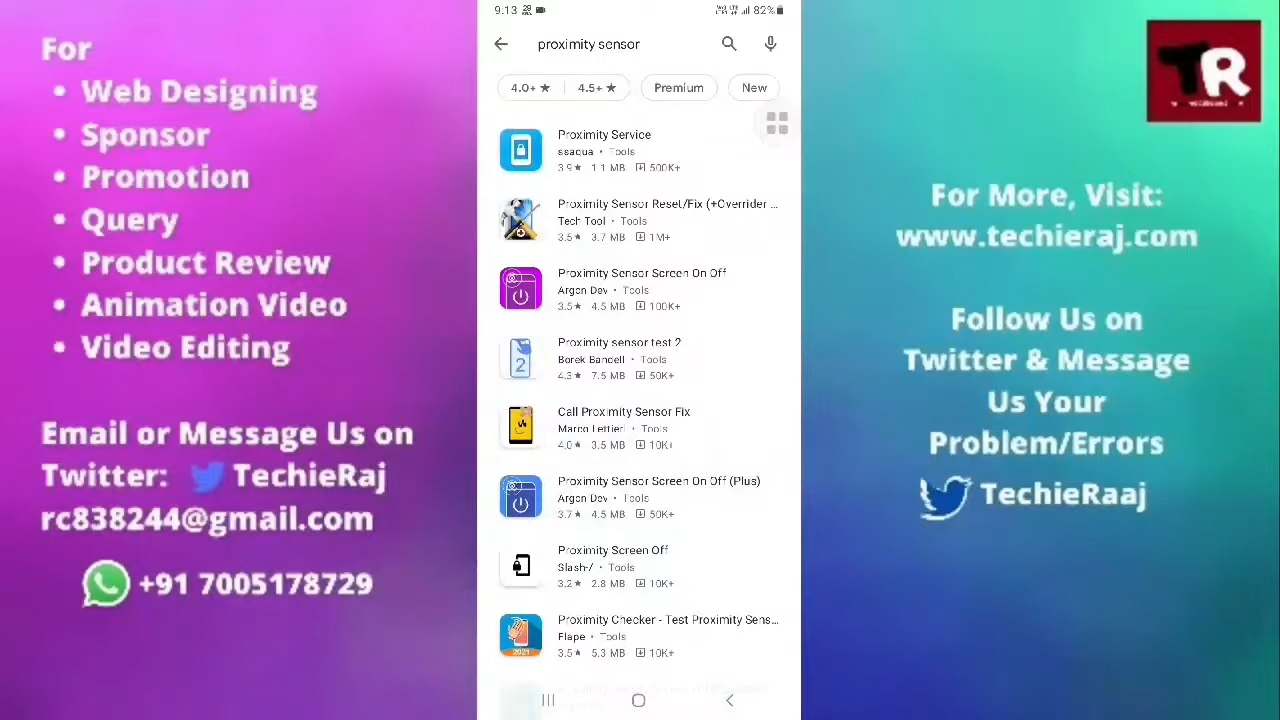 For
• Web Designing
• Sponsor
• Promotion
• Query
• Product Review
• Animation Video
• Video Editing
Email or Message Us on
Twitter: TechieRaj
rc838244@gmail.com
+91 7005178729
9:13 82%
proximity sensor
4.0+ ★ 4.5+ ★ Premium New
Proximity Service
ssaqua • Tools
3.9★ 1.1 MB 500K+
Proximity Sensor Reset/Fix (+Overrider ...
Tech Tool • Tools
3.5★ 3.7 MB 1M+
Proximity Sensor Screen On Off
Argon Dev • Tools
3.5★ 4.5 MB 100K+
Proximity sensor test 2
Borek Bandell • Tools
4.3★ 7.5 MB 50K+
2
Call Proximity Sensor Fix
Marco Lettieri • Tools
4.0★ 3.5 MB 10K+
Proximity Sensor Screen On Off (Plus)
Argon Dev • Tools
3.7★ 4.5 MB 50K+
Proximity Screen Off
Slash-/ • Tools
3.2★ 2.8 MB 10K+
Proximity Checker - Test Proximity Sens...
Flape • Tools
3.5★ 5.3 MB 10K+
2021
TR
For More, Visit:
www.techieraj.com
Follow Us on
Twitter & Message
Us Your
Problem/Errors
TechieRaaj